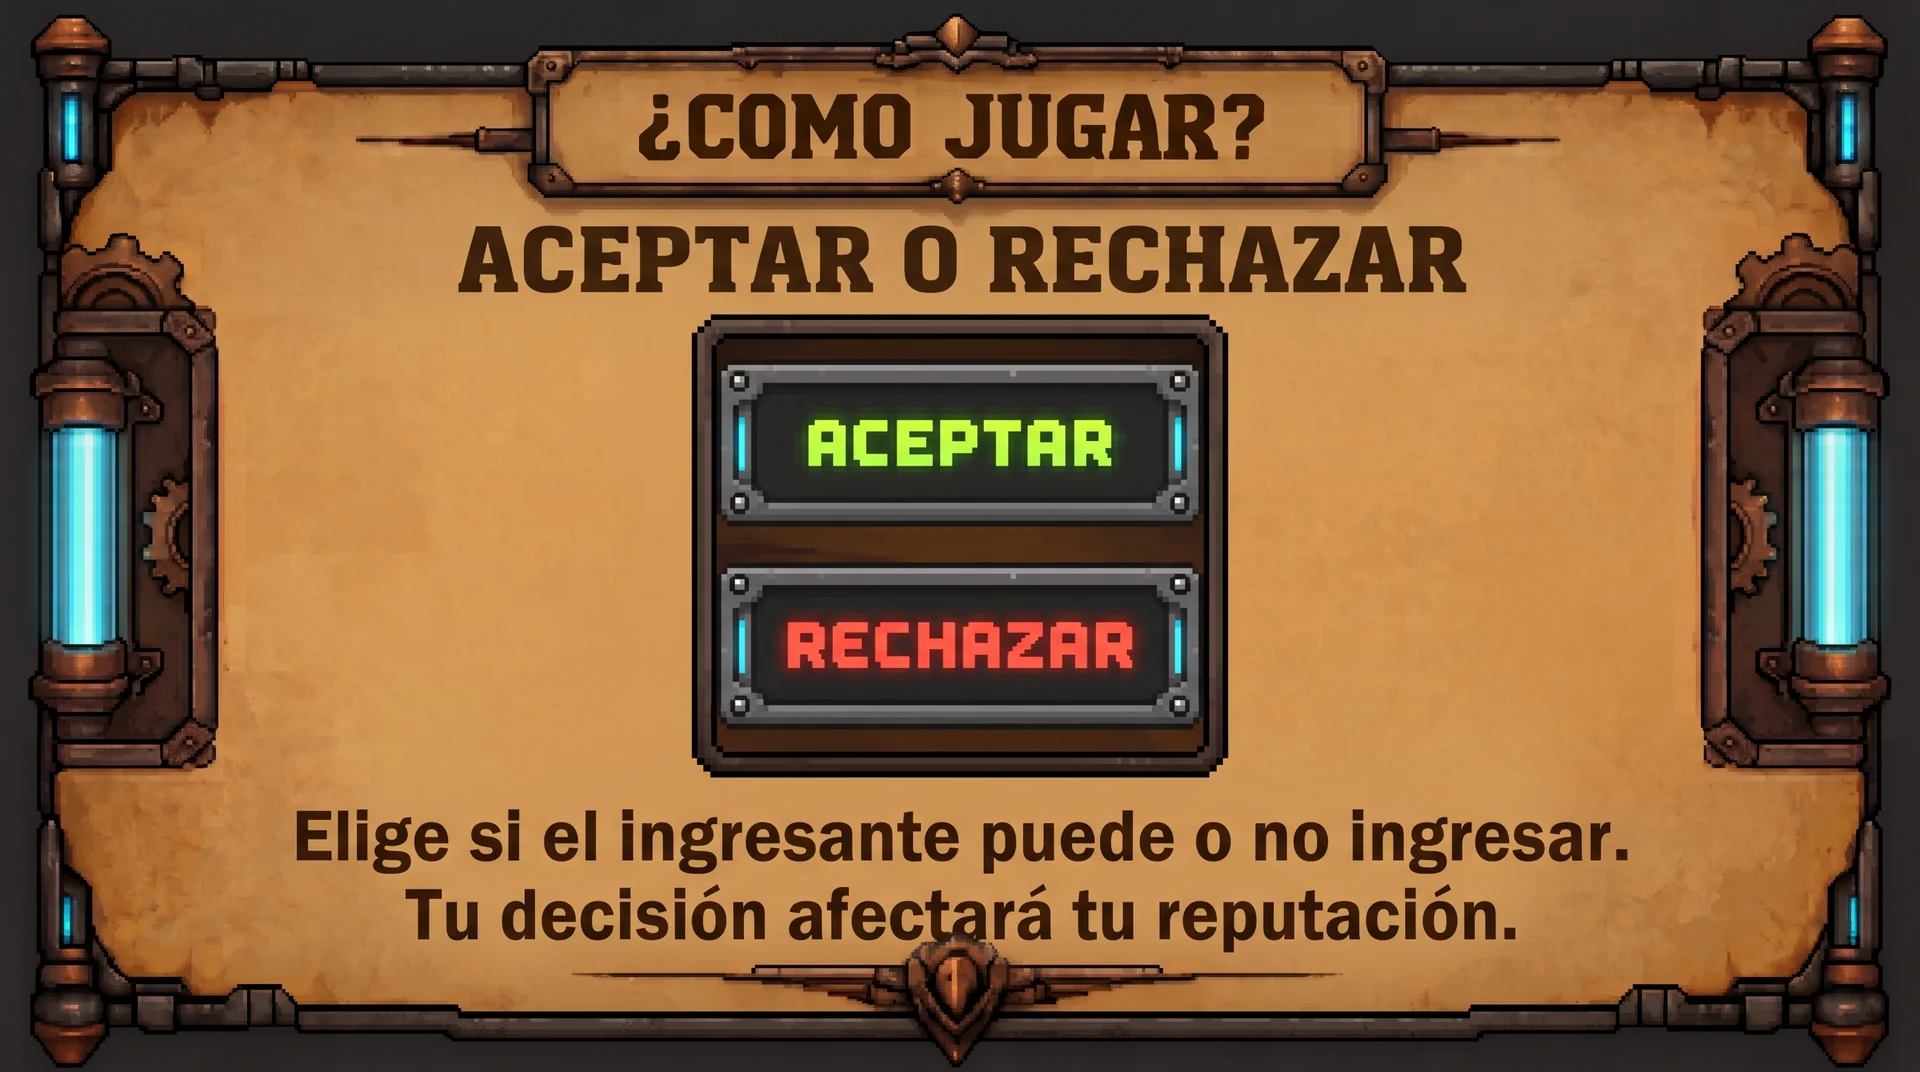 ¿COMO JUGAR?
ACEPTAR O RECHAZAR
ACEPTAR
RECHAZAR
Elige si el ingresante puede o no ingresar.
Tu decisión afectará tu reputación.